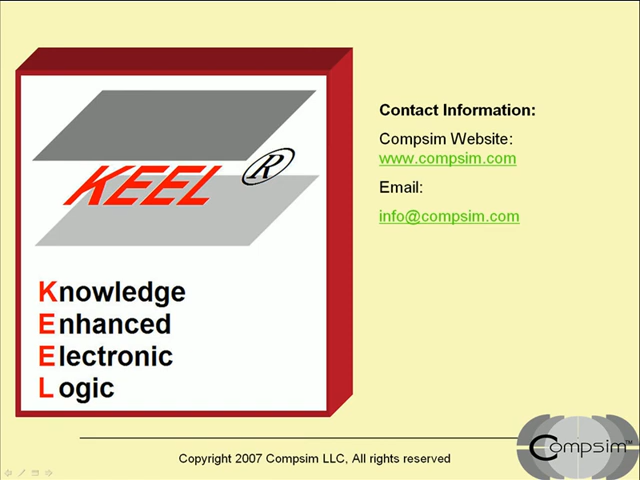 KEEL ®
Knowledge
Enhanced
Electronic
Logic
Contact Information:
Compsim Website:
www.compsim.com
Email:
info@compsim.com
Compsim™
Copyright 2007 Compsim LLC, All rights reserved